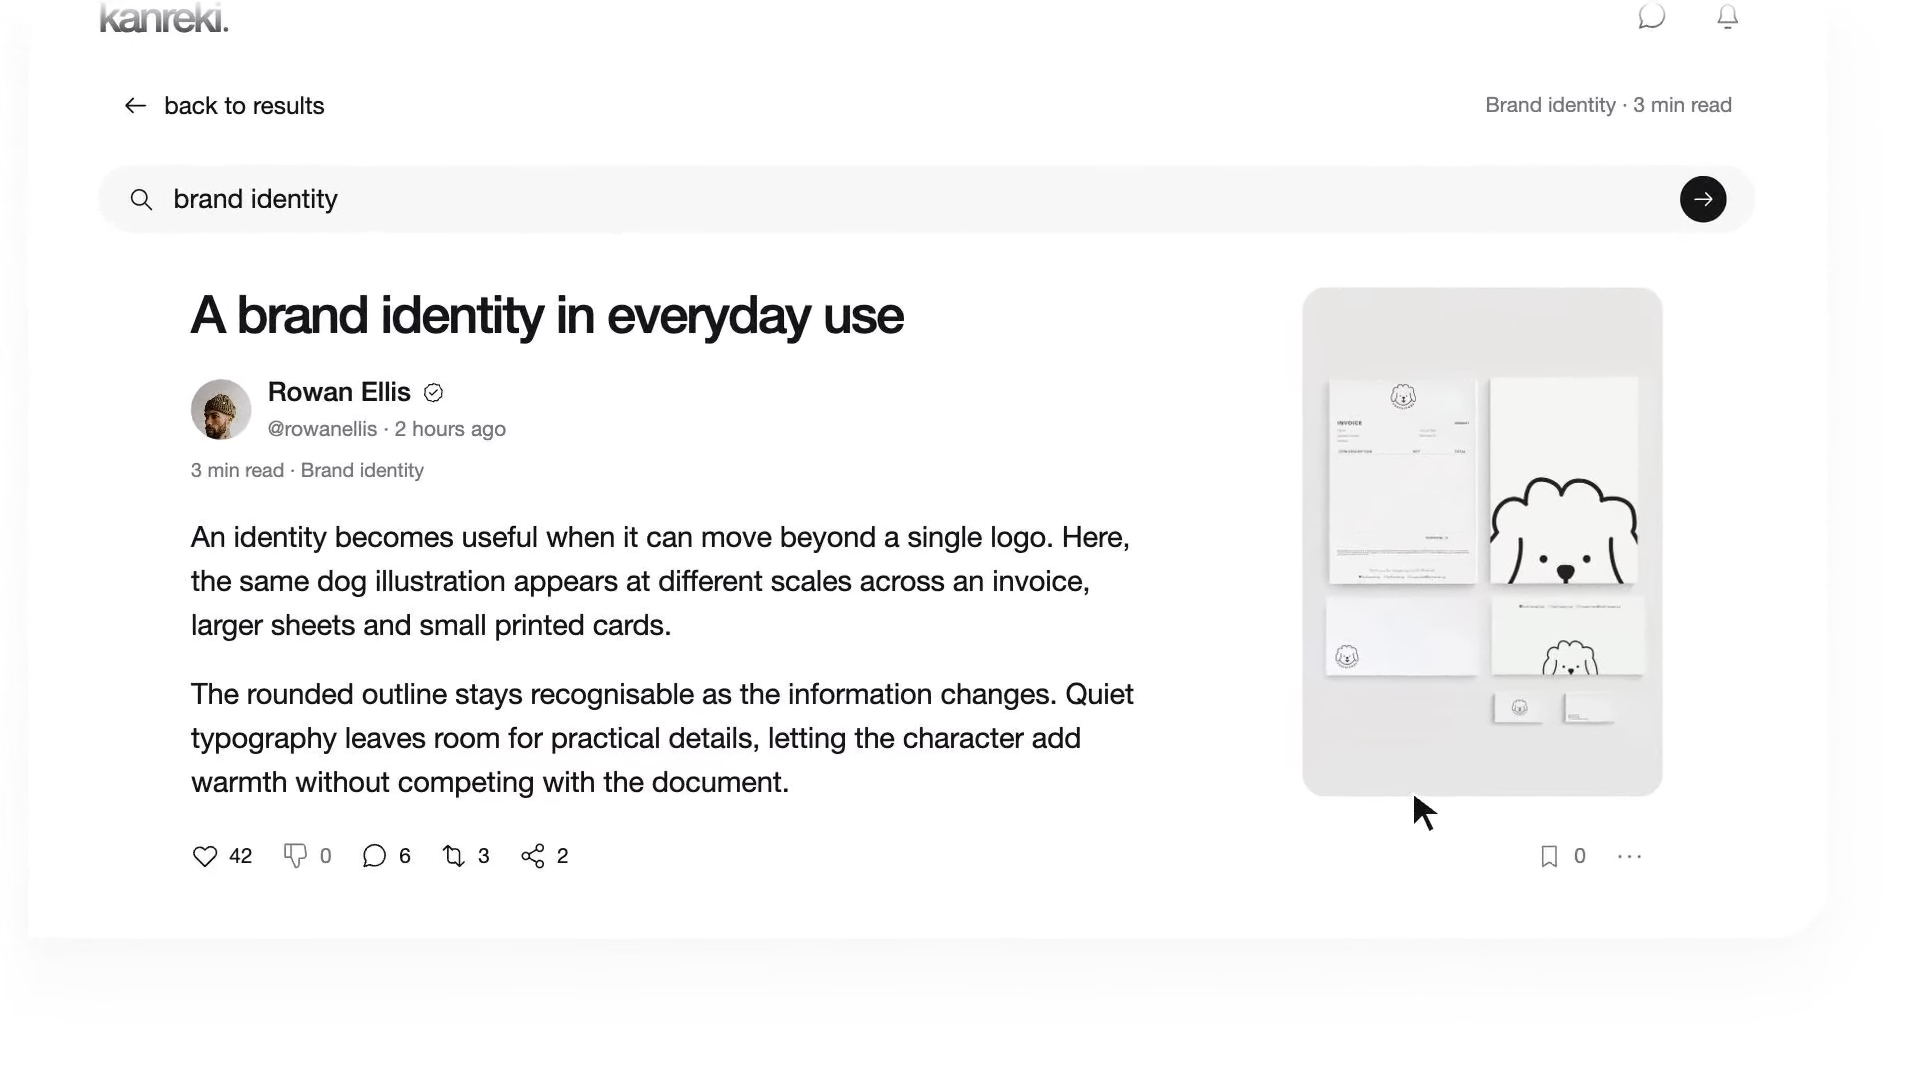 kanreki.
back to results
Brand identity · 3 min read
brand identity
A brand identity in everyday use
Rowan Ellis
@rowanellis · 2 hours ago
3 min read · Brand identity
An identity becomes useful when it can move beyond a single logo. Here,
the same dog illustration appears at different scales across an invoice,
larger sheets and small printed cards.
The rounded outline stays recognisable as the information changes. Quiet
typography leaves room for practical details, letting the character add
warmth without competing with the document.
42
0
6
3
2
0
INVOICE